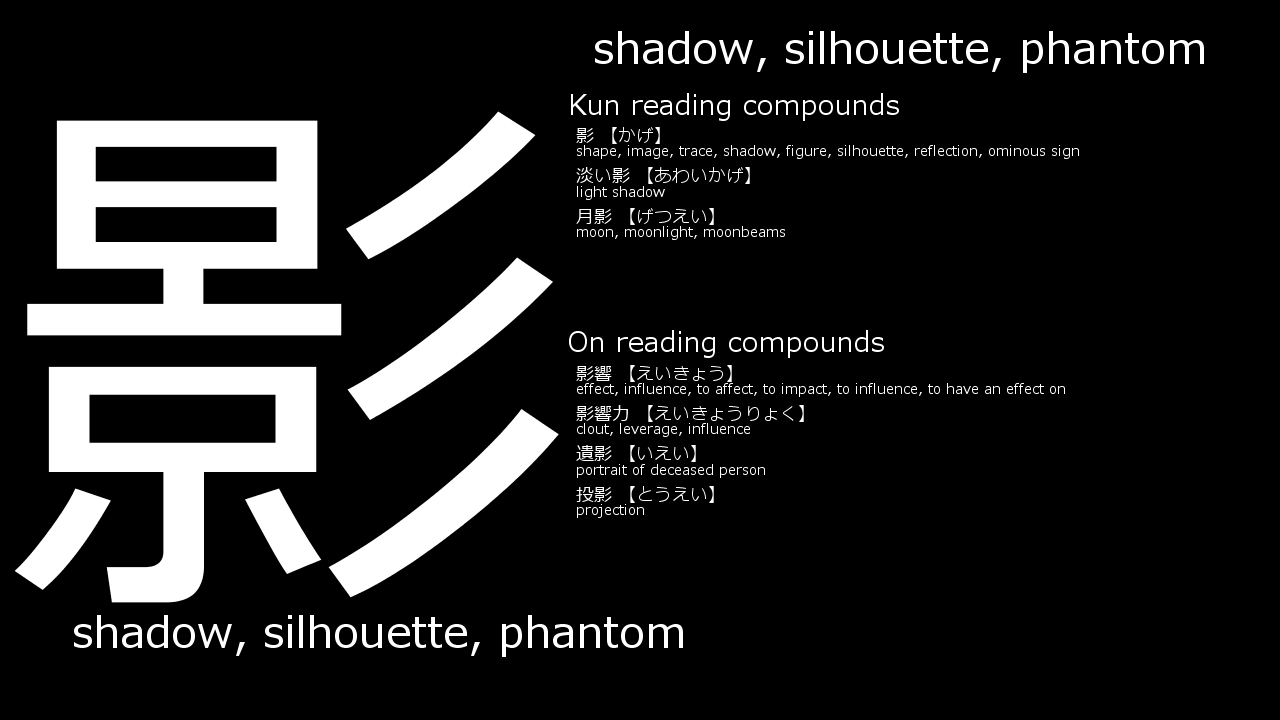 shadow, silhouette, phantom
影
Kun reading compounds
影 【かげ】
shape, image, trace, shadow, figure, silhouette, reflection, ominous sign
淡い影 【あわいかげ】
light shadow
月影 【げつえい】
moon, moonlight, moonbeams
On reading compounds
影響 【えいきょう】
effect, influence, to affect, to impact, to influence, to have an effect on
影響力 【えいきょうりょく】
clout, leverage, influence
遺影 【いえい】
portrait of deceased person
投影 【とうえい】
projection
shadow, silhouette, phantom